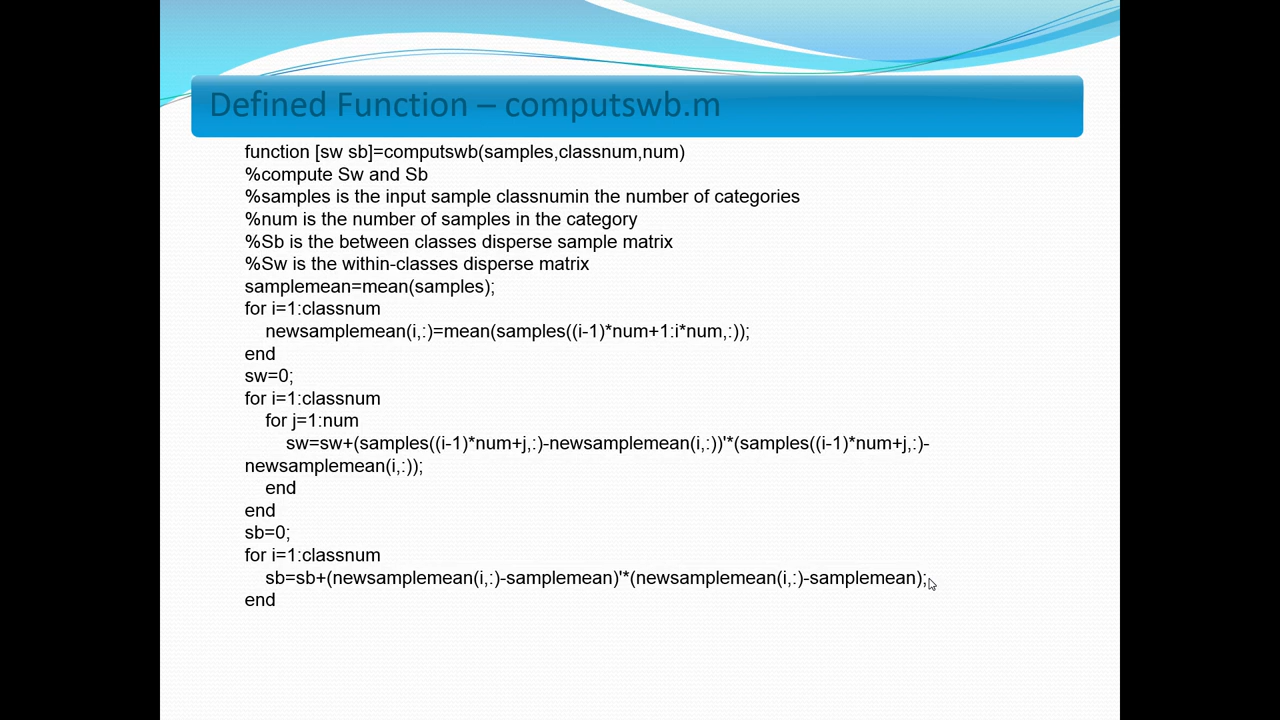 Defined Function – computswb.m
function [sw sb]=computswb(samples,classnum,num)
%compute Sw and Sb
%samples is the input sample classnumin the number of categories
%num is the number of samples in the category
%Sb is the between classes disperse sample matrix
%Sw is the within-classes disperse matrix
samplemean=mean(samples);
for i=1:classnum
newsamplemean(i,:)=mean(samples((i-1)*num+1:i*num,:));
end
sw=0;
for i=1:classnum
for j=1:num
sw=sw+(samples((i-1)*num+j,:)-newsamplemean(i,:))'*(samples((i-1)*num+j,:)-
newsamplemean(i,:));
end
end
sb=0;
for i=1:classnum
sb=sb+(newsamplemean(i,:)-samplemean)'*(newsamplemean(i,:)-samplemean);
end